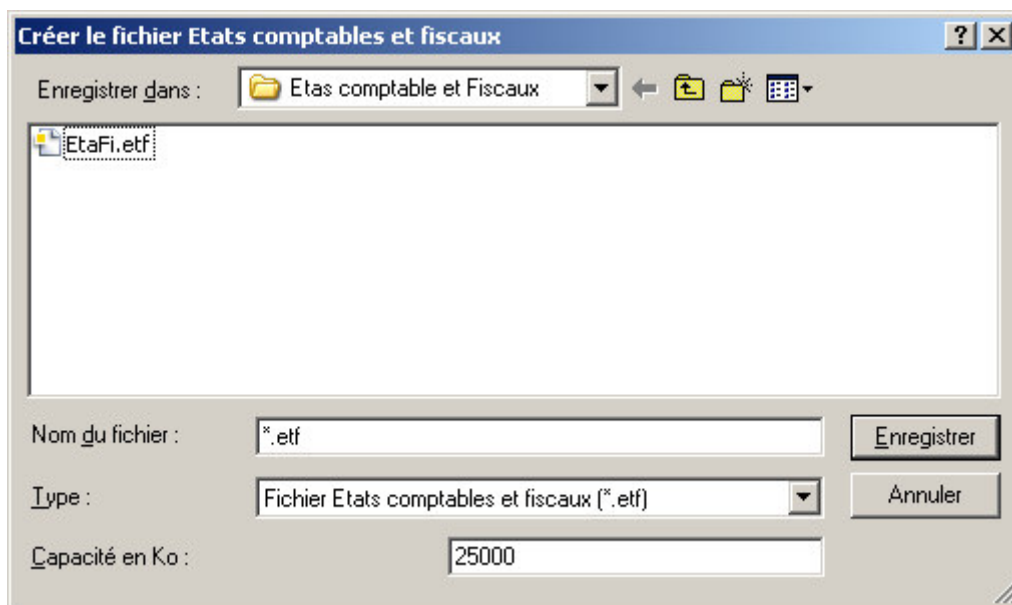 Créer le fichier Etats comptables et fiscaux
Enregistrer dans :
Etas comptable et Fiscaux
EtaFi.etf
Nom du fichier :
*.etf
Enregistrer
Type :
Fichier Etats comptables et fiscaux (*.etf)
Annuler
Capacité en Ko :
25000